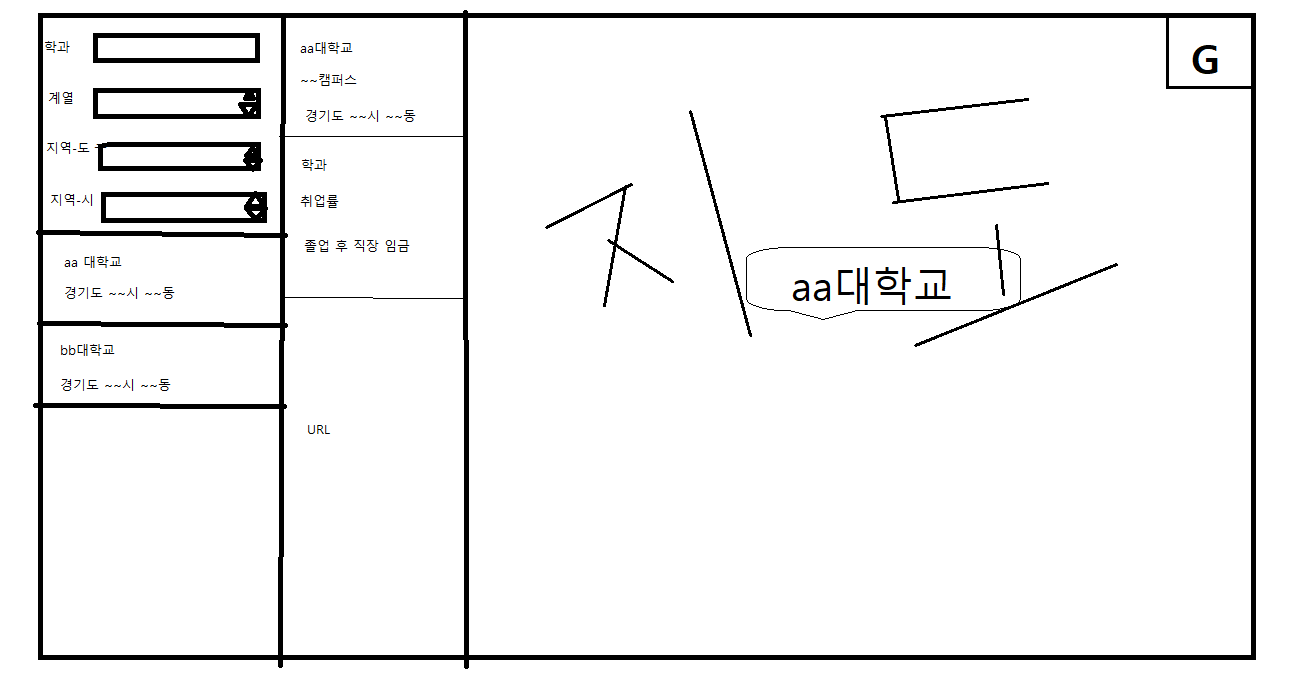 학과
계열
지역-도
지역-시
aa 대학교
경기도 ~~시 ~~동
bb대학교
경기도 ~~시 ~~동
aa대학교
~~캠퍼스
경기도 ~~시 ~~동
학과
취업률
졸업 후 직장 임금
URL
지도
aa대학교
G